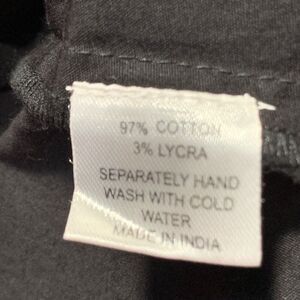 97% COTTON
3% LYCRA
SEPARATELY HAND
WASH WITH COLD
WATER
MADE IN INDIA